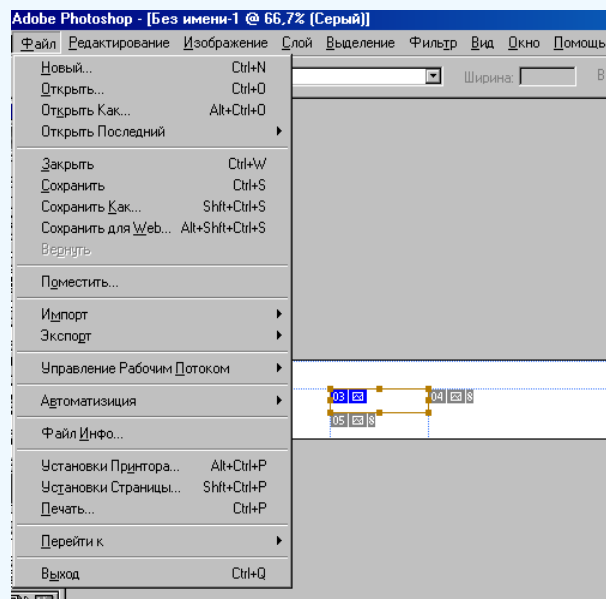 Adobe Photoshop - [Без имени-1 @ 66,7% (Серый)]
Файл Редактирование Изображение Слой Выделение Фильтр Вид Окно Помощь
Ширина: В
Новый... Ctrl+N
Открыть... Ctrl+O
Открыть Как... Alt+Ctrl+O
Открыть Последний
Закрыть Ctrl+W
Сохранить Ctrl+S
Сохранить Как... Shft+Ctrl+S
Сохранить для Web... Alt+Shft+Ctrl+S
Вернуть
Поместить...
Импорт
Экспорт
Управление Рабочим Потоком
Автоматизиция
03 04
05
Файл Инфо...
Установки Принтора... Alt+Ctrl+P
Установки Страницы... Shft+Ctrl+P
Печать... Ctrl+P
Перейти к
Выход Ctrl+Q